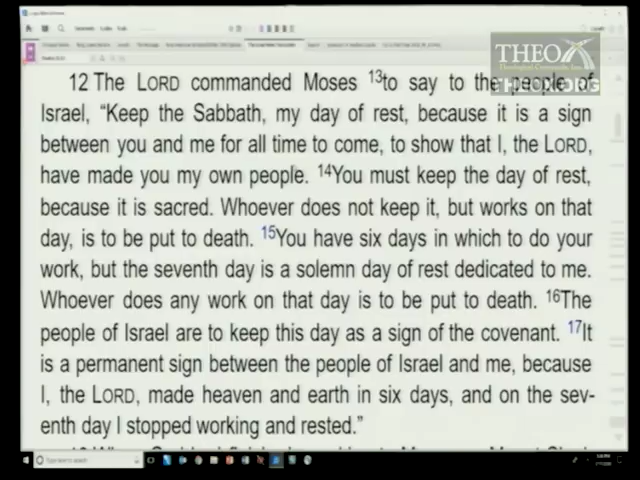 THEOX
THEOX.ORG
12 The LORD commanded Moses 13to say to the people of
Israel, “Keep the Sabbath, my day of rest, because it is a sign
between you and me for all time to come, to show that I, the LORD,
have made you my own people. 14You must keep the day of rest,
because it is sacred. Whoever does not keep it, but works on that
day, is to be put to death. 15You have six days in which to do your
work, but the seventh day is a solemn day of rest dedicated to me.
Whoever does any work on that day is to be put to death. 16The
people of Israel are to keep this day as a sign of the covenant. 17It
is a permanent sign between the people of Israel and me, because
I, the LORD, made heaven and earth in six days, and on the sev-
enth day I stopped working and rested.”